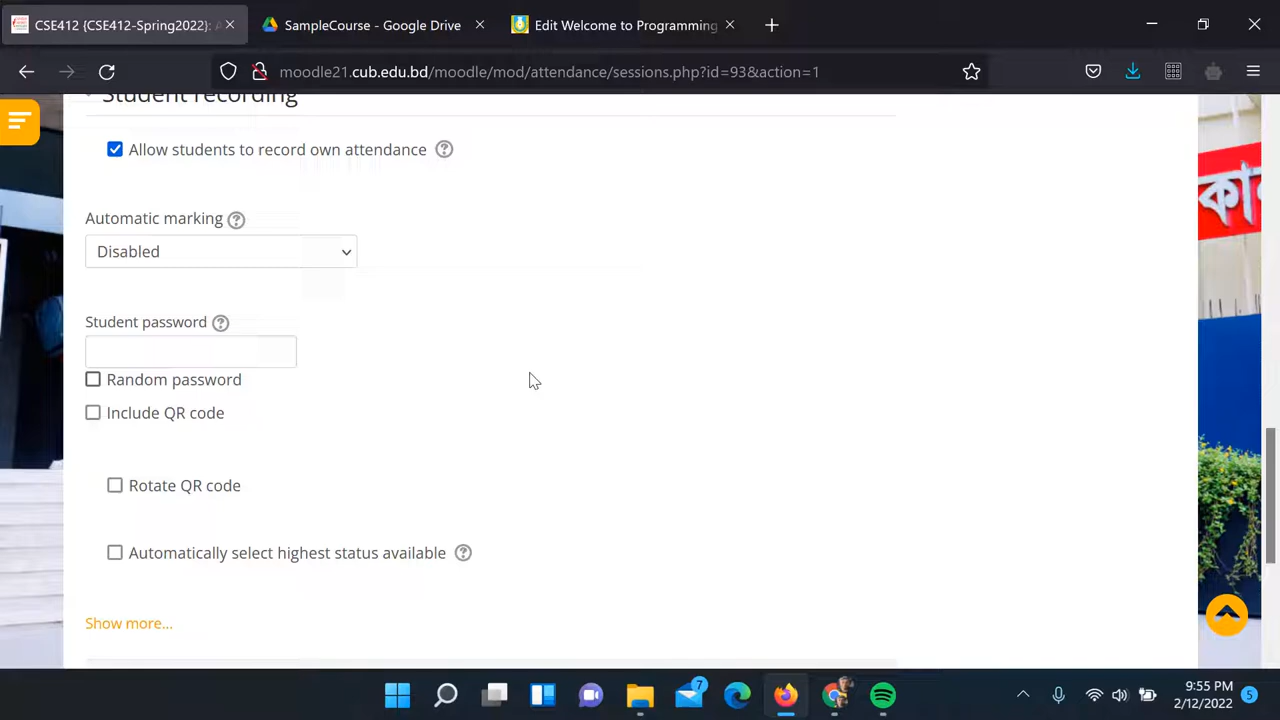 CSE412 {CSE412-Spring2022}: A
SampleCourse - Google Drive
Edit Welcome to Programming
moodle21.cub.edu.bd/moodle/mod/attendance/sessions.php?id=93&action=1
Student recording
Allow students to record own attendance
Automatic marking
Disabled
Student password
Random password
Include QR code
Rotate QR code
Automatically select highest status available
Show more...
7
9:55 PM
2/12/2022
5